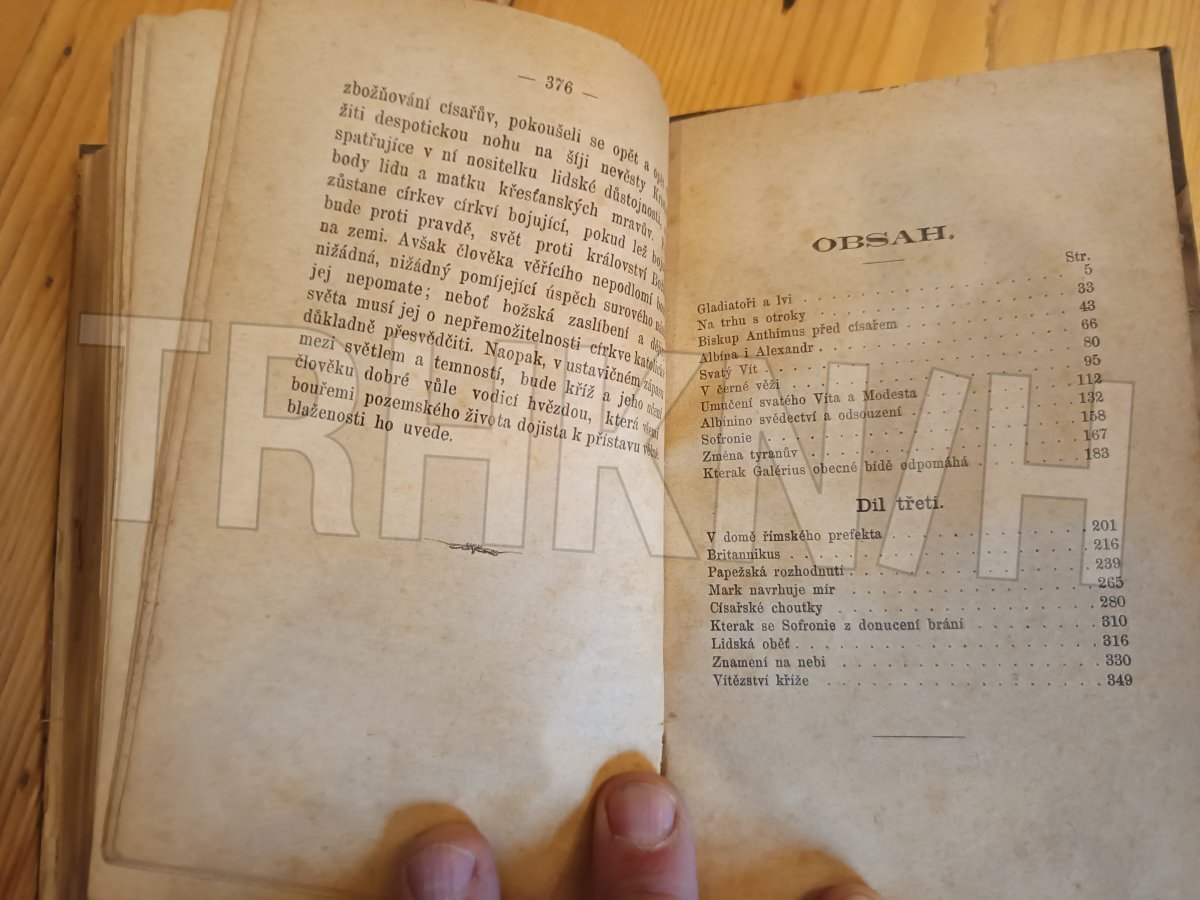 — 376 —
zbožňování císařův, pokoušeli se opět a
žiti despotickou nohu na šíji nevěsty
spatřujíce v ní nositelku lidské důstojnosti,
body lidu a matku křesťanských mravův.
zůstane církev církví bojující, pokud lež
bude proti pravdě, svět proti království
na zemi. Avšak člověka věřícího nepodlomí
nižádná, nižádný pomíjející úspěch surového
jej nepomate; neboť božská zaslíbení a
světa musí jej o nepřemožitelnosti církve
důkladně přesvědčiti. Naopak, v ustavičném zápasu
mezi světlem a temností, bude kříž a jeho učení
člověku dobré vůle vodicí hvězdou, která všemi
bouřemi pozemského života dojista k přístavu věčné
blaženosti ho uvede.
OBSAH.
Str.
Gladiatoři a lvi . . . . . 5
Na trhu s otroky . . . . . 33
Biskup Anthimus před císařem . . . . . 43
Albína i Alexandr . . . . . 66
Svatý Vít . . . . . 80
V černé věži . . . . . 95
Umučení svatého Víta a Modesta . . . . . 112
Albínino svědectví a odsouzení . . . . . 132
Sofronie . . . . . 158
Změna tyranův . . . . . 167
Kterak Galérius obecné bídě odpomáhá . . . . . 183
Díl třetí.
V domě římského prefekta . . . . . 201
Britannikus . . . . . 216
Papežská rozhodnutí . . . . . 239
Mark navrhuje mír . . . . . 265
Císařské choutky . . . . . 280
Kterak se Sofronie z donucení brání . . . . . 310
Lidská oběť . . . . . 316
Znamení na nebi . . . . . 330
Vítězství kříže . . . . . 349
TRHKNIH